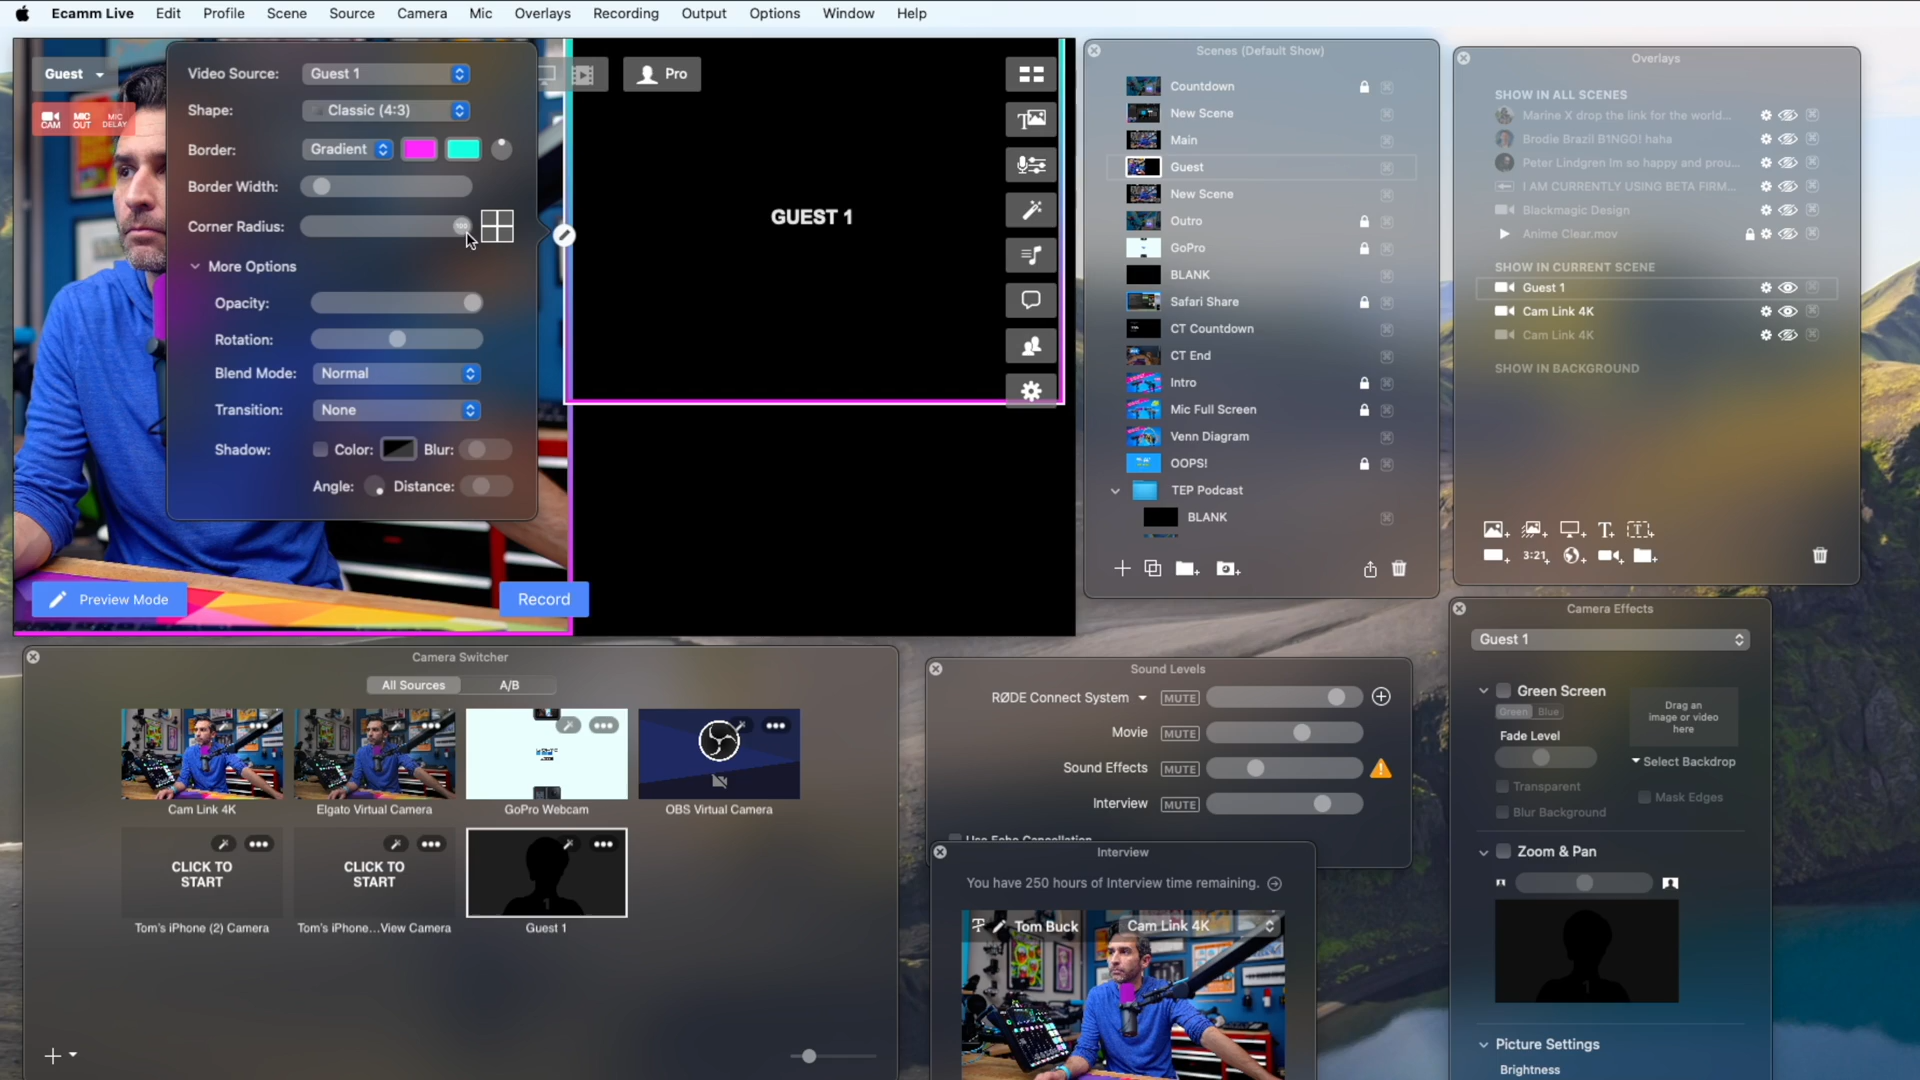 Ecamm Live Edit Profile Scene Source Camera Mic Overlays Recording Output Options Window Help
Guest
CAM
MIC OUT
MIC DELAY
Video Source: Guest 1
Shape: Classic (4:3)
Border: Gradient
Border Width:
Corner Radius: 100
More Options
Opacity:
Rotation:
Blend Mode: Normal
Transition: None
Shadow: Color: Blur:
Angle: Distance:
Pro
GUEST 1
Preview Mode
Record
Scenes (Default Show)
Countdown
New Scene
Main
Guest
New Scene
Outro
GoPro
BLANK
Safari Share
CT Countdown
CT End
Intro
Mic Full Screen
Venn Diagram
OOPS!
TEP Podcast
BLANK
Overlays
SHOW IN ALL SCENES
Marine X drop the link for the world...
Brodie Brazil B1NGO! haha
Peter Lindgren Im so happy and prou...
I AM CURRENTLY USING BETA FIRM...
Blackmagic Design
Anime Clear.mov
SHOW IN CURRENT SCENE
Guest 1
Cam Link 4K
Cam Link 4K
SHOW IN BACKGROUND
3:21
Camera Switcher
All Sources A/B
Cam Link 4K
Elgato Virtual Camera
GoPro Webcam
OBS Virtual Camera
CLICK TO
START
Tom's iPhone (2) Camera
CLICK TO
START
Tom's iPhone...View Camera
1
Guest 1
Sound Levels
RØDE Connect System MUTE
Movie MUTE
Sound Effects MUTE
Interview MUTE
Use Echo Cancellation
Interview
You have 250 hours of Interview time remaining.
Tom Buck Cam Link 4K
Camera Effects
Guest 1
Green Screen
Green Blue
Fade Level
Drag an
image or video
here
Select Backdrop
Transparent
Mask Edges
Blur Background
Zoom & Pan
1
Picture Settings
Brightness